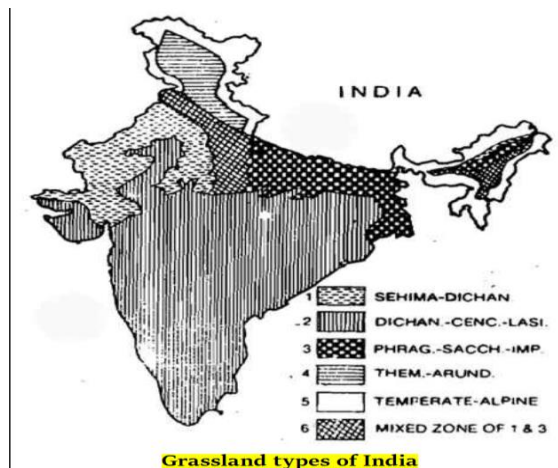 INDIA
1 SEHIMA-DICHAN
2 DICHAN.-CENC.-LASI.
3 PHRAG.-SACCH.-IMP.
4 THEM.-ARUND.
5 TEMPERATE-ALPINE
6 MIXED ZONE OF 1 & 3
Grassland types of India